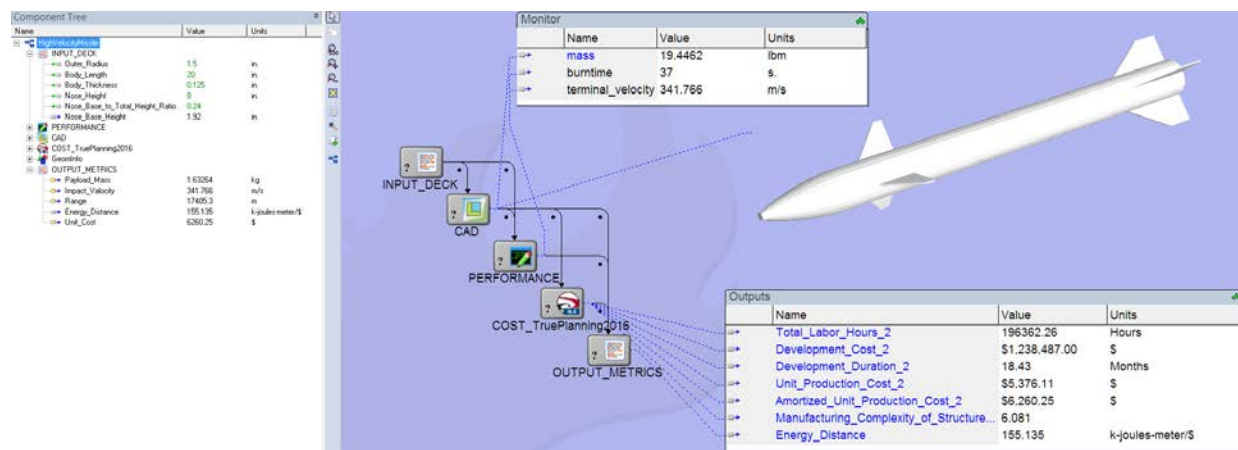 Component Tree
Name Value Units
HighVelocityMissile
INPUT_DECK
Outer_Radius 1.5 in.
Body_Length 20 in.
Body_Thickness 0.125 in.
Nose_Height 8 in.
Nose_Base_to_Total_Height_Ratio 0.24
Nose_Base_Height 1.92 in.
PERFORMANCE
CAD
COST_TruePlanning2016
GeomInfo
OUTPUT_METRICS
Payload_Mass 1.63264 kg
Impact_Velocity 341.766 m/s
Range 17405.3 m
Energy_Distance 155.135 k-joules-meter/$
Unit_Cost 6260.25 $
Monitor
Name Value Units
mass 19.4462 lbm
burntime 37 s.
terminal_velocity 341.766 m/s
? INPUT_DECK
? CAD
? PERFORMANCE
? COST_TruePlanning2016
? OUTPUT_METRICS
Outputs
Name Value Units
Total_Labor_Hours_2 196362.26 Hours
Development_Cost_2 $1,238,487.00 $
Development_Duration_2 18.43 Months
Unit_Production_Cost_2 $5,376.11 $
Amortized_Unit_Production_Cost_2 $6,260.25 $
Manufacturing_Complexity_of_Structure... 6.081
Energy_Distance 155.135 k-joules-meter/$